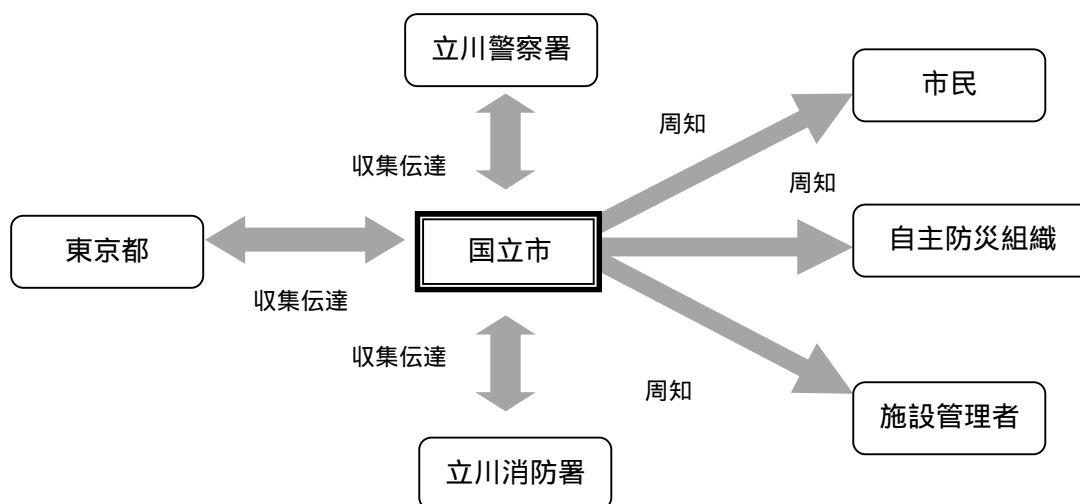 立川警察署
市民
周知
収集伝達
周知
東京都
国立市
自主防災組織
収集伝達
収集伝達
周知
施設管理者
立川消防署